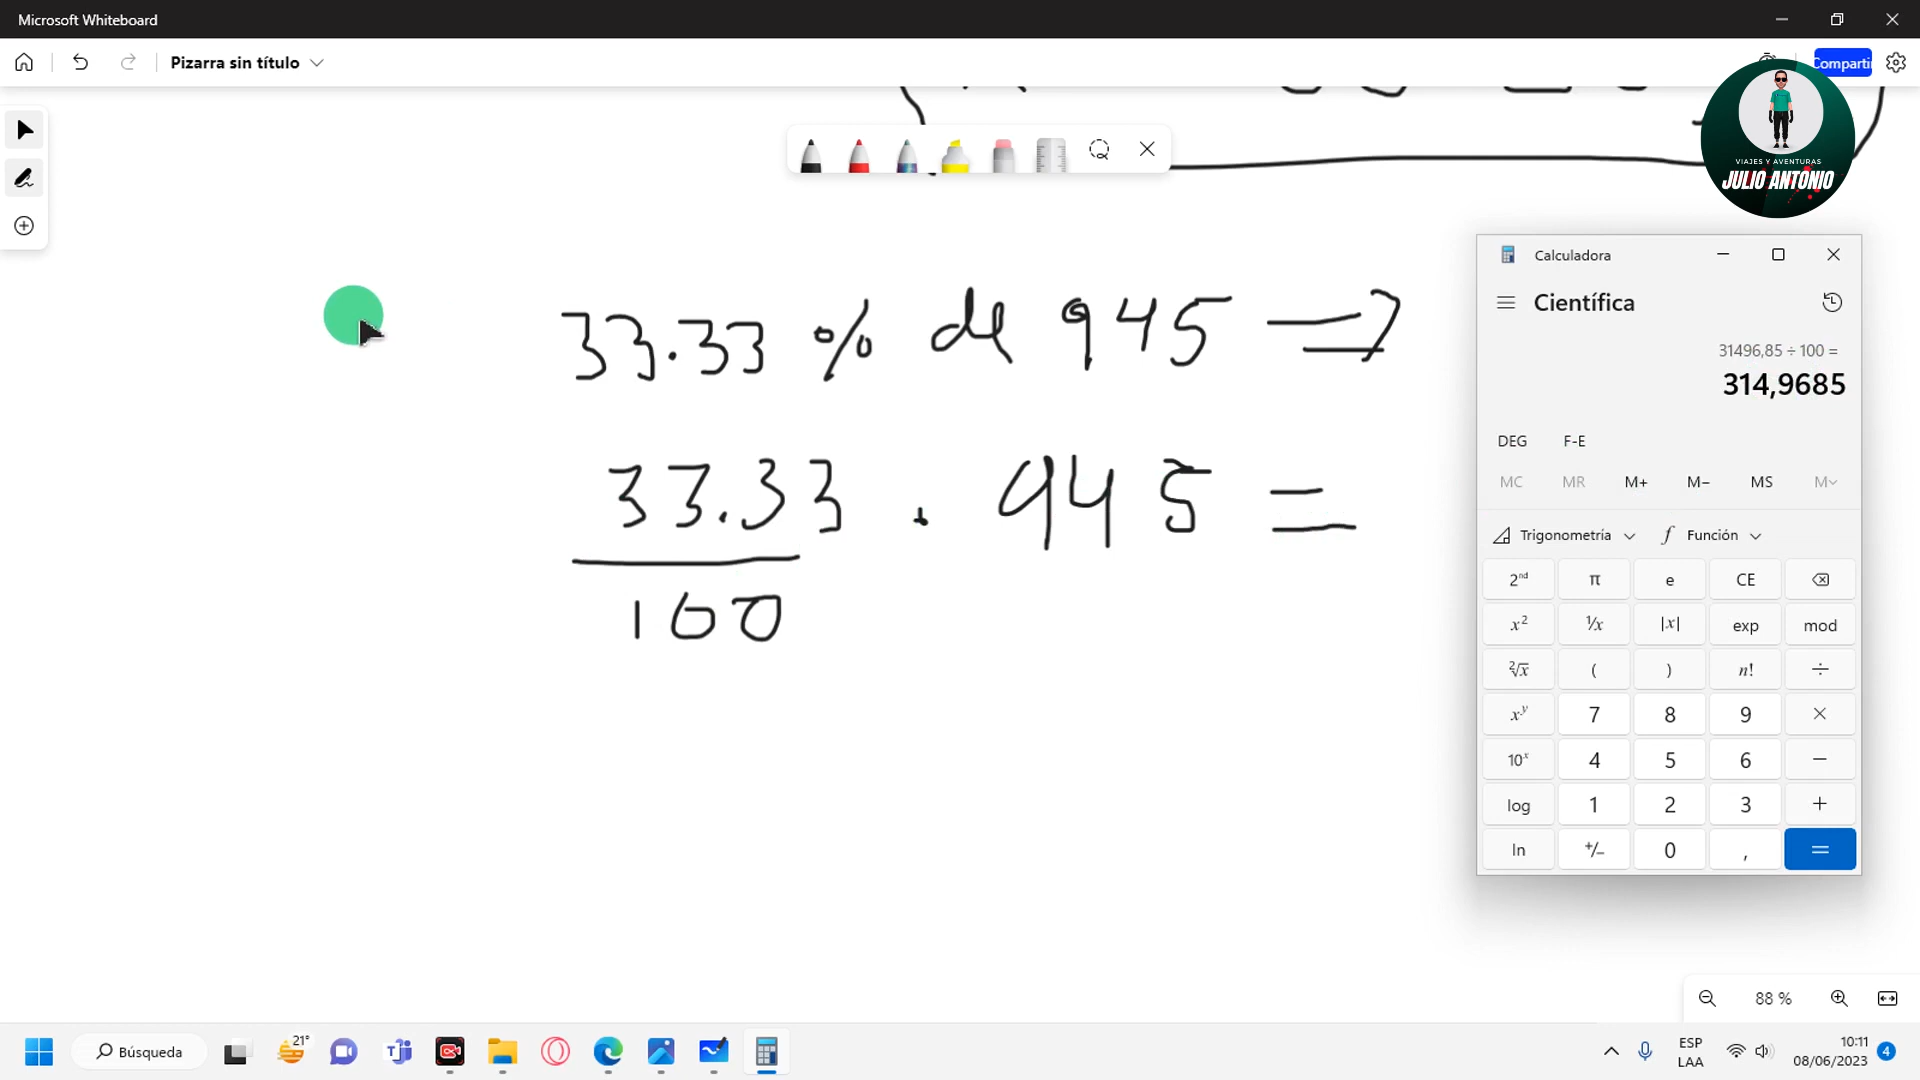 Microsoft Whiteboard
Pizarra sin título
Comparti
VIAJES Y AVENTURAS
JULIO ANTONIO
33.33 % de 945 =>
33.33 . 945 =
100
Calculadora
Científica
31496,85 ÷ 100 =
314,9685
DEG F-E
MC MR M+ M− MS M
Trigonometría f Función
2nd π e CE
x² ¹/x |x| exp mod
²√x ( ) n! ÷
xʸ 7 8 9 ×
10ˣ 4 5 6 −
log 1 2 3 +
ln +/− 0 , =
88 %
Búsqueda
21°
ESP
LAA
10:11
08/06/2023
4